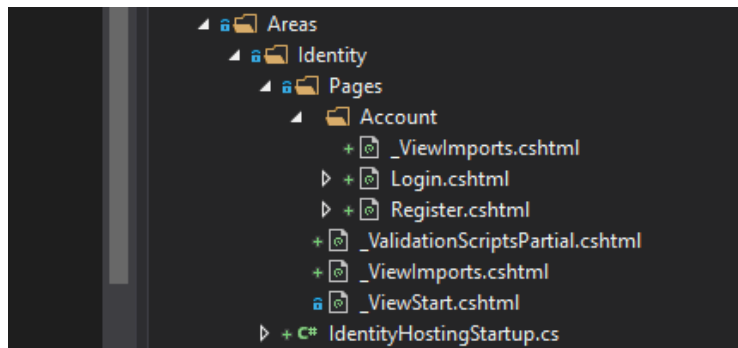 Areas
Identity
Pages
Account
_ViewImports.cshtml
Login.cshtml
Register.cshtml
_ValidationScriptsPartial.cshtml
_ViewImports.cshtml
_ViewStart.cshtml
C# IdentityHostingStartup.cs